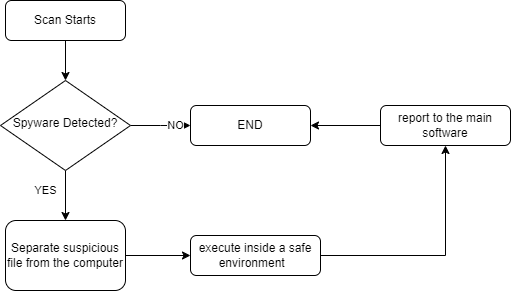 Scan Starts
Spyware Detected?
NO
END
report to the main
software
YES
Separate suspicious
file from the computer
execute inside a safe
environment